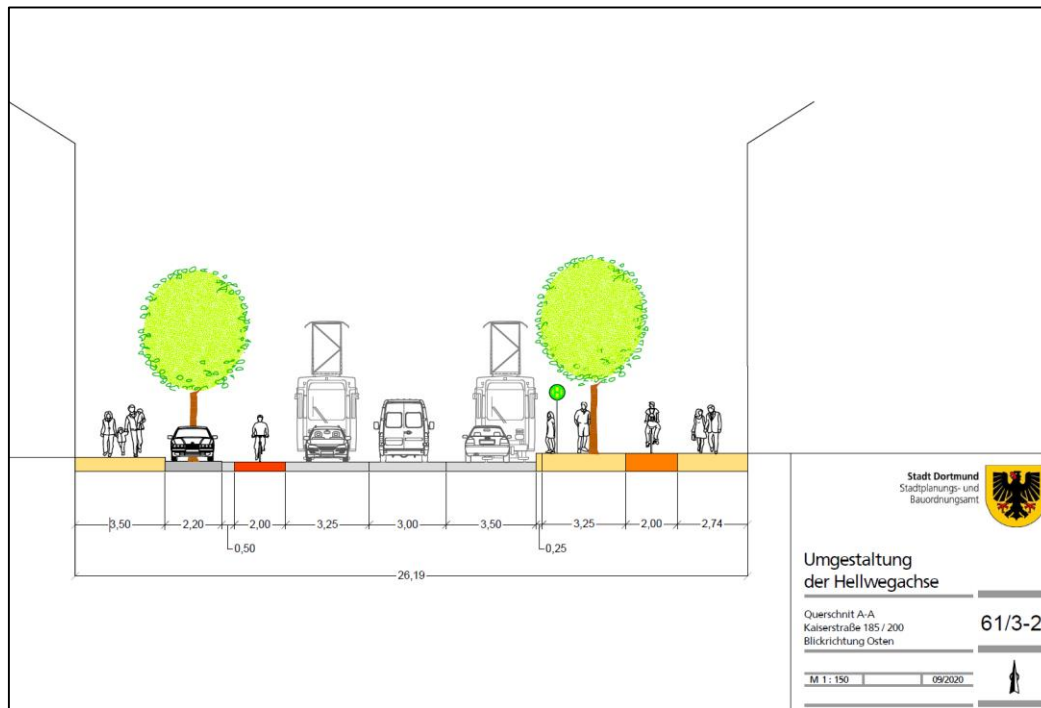 3,50
2,20
2,00
3,25
3,00
3,50
3,25
2,00
2,74
0,50
0,25
26,19
H
Stadt Dortmund
Stadtplanungs- und
Bauordnungsamt
Umgestaltung
der Hellwegachse
Querschnit A-A
Kaiserstraße 185 / 200
Blickrichtung Osten
61/3-2
M 1 : 150
09/2020